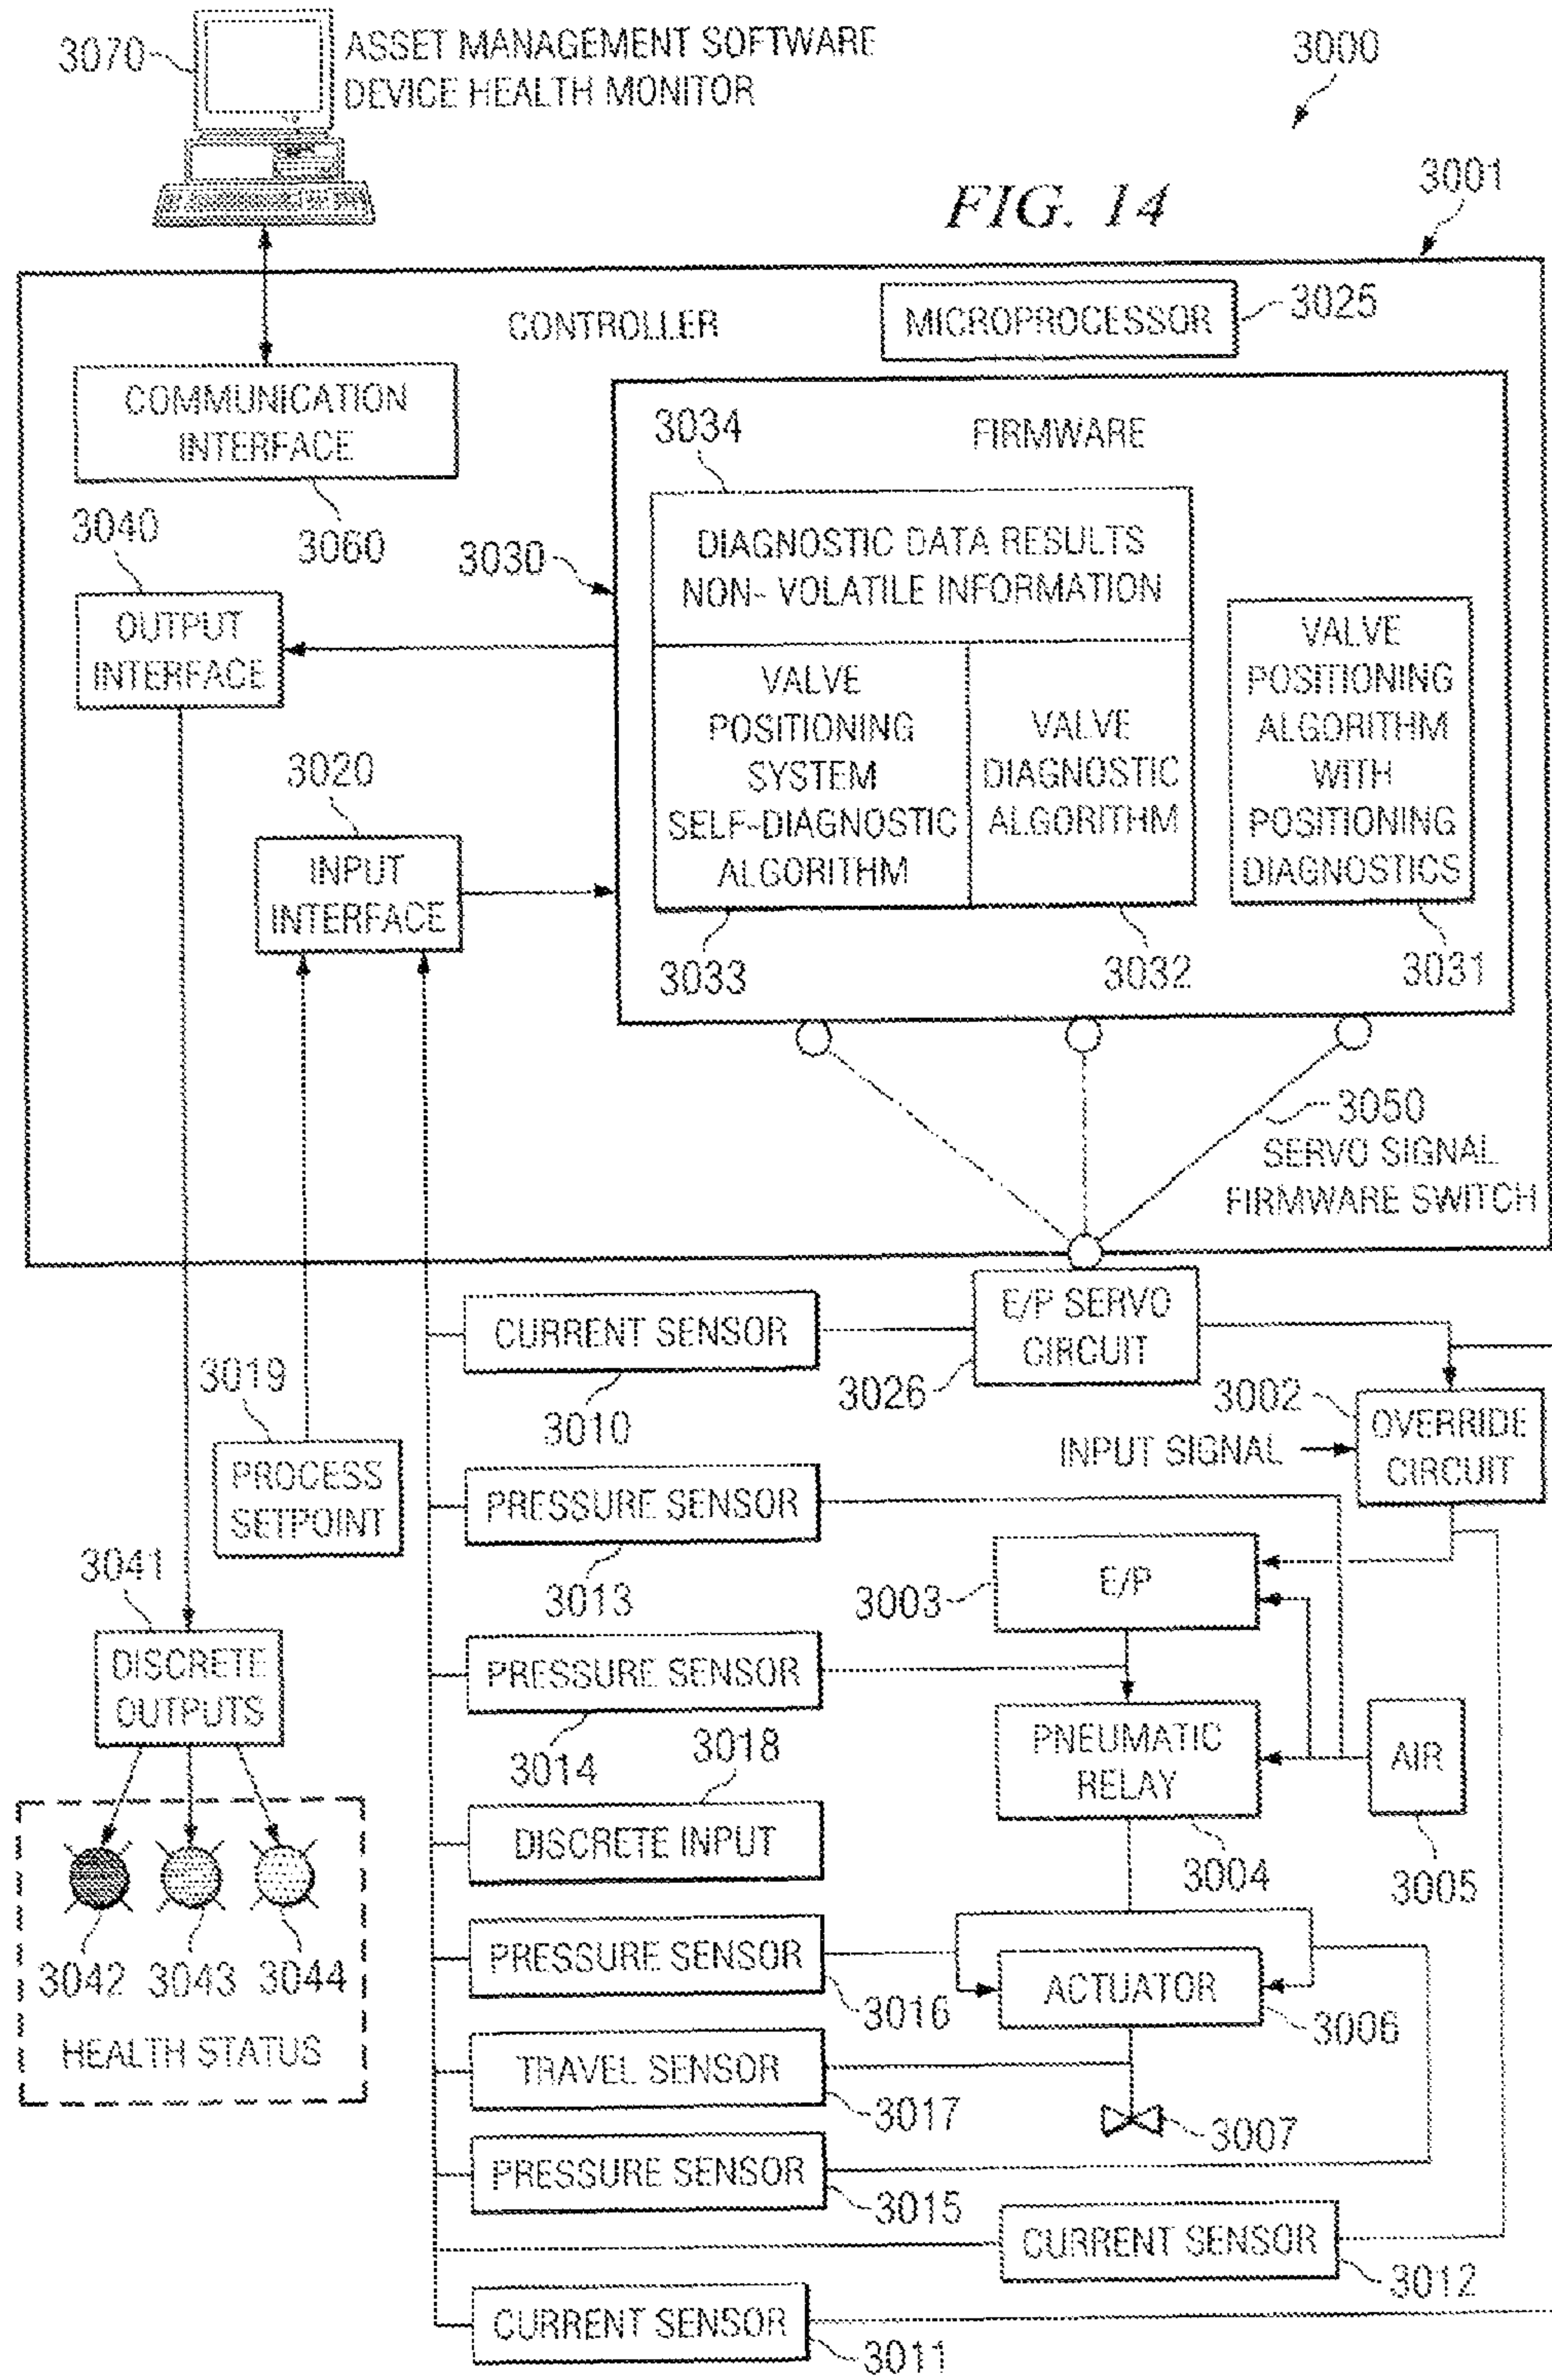 3070
ASSET MANAGEMENT SOFTWARE
DEVICE HEALTH MONITOR
3000
FIG. 14
3001
CONTROLLER
MICROPROCESSOR
3025
COMMUNICATION
INTERFACE
3060
3034
FIRMWARE
3040
3030
DIAGNOSTIC DATA RESULTS
NON- VOLATILE INFORMATION
OUTPUT
INTERFACE
VALVE
POSITIONING
SYSTEM
SELF-DIAGNOSTIC
ALGORITHM
VALVE
DIAGNOSTIC
ALGORITHM
VALVE
POSITIONING
ALGORITHM
WITH
POSITIONING
DIAGNOSTICS
3020
INPUT
INTERFACE
3033
3032
3031
3050
SERVO SIGNAL
FIRMWARE SWITCH
CURRENT SENSOR
3010
E/P SERVO
CIRCUIT
3026
3019
PROCESS
SETPOINT
3002
INPUT SIGNAL
OVERRIDE
CIRCUIT
PRESSURE SENSOR
3013
3003
E/P
3041
DISCRETE
OUTPUTS
PRESSURE SENSOR
3014
PNEUMATIC
RELAY
3004
AIR
3005
3018
DISCRETE INPUT
3042
3043
3044
HEALTH STATUS
PRESSURE SENSOR
3016
ACTUATOR
3006
TRAVEL SENSOR
3017
3007
PRESSURE SENSOR
3015
CURRENT SENSOR
3012
CURRENT SENSOR
3011